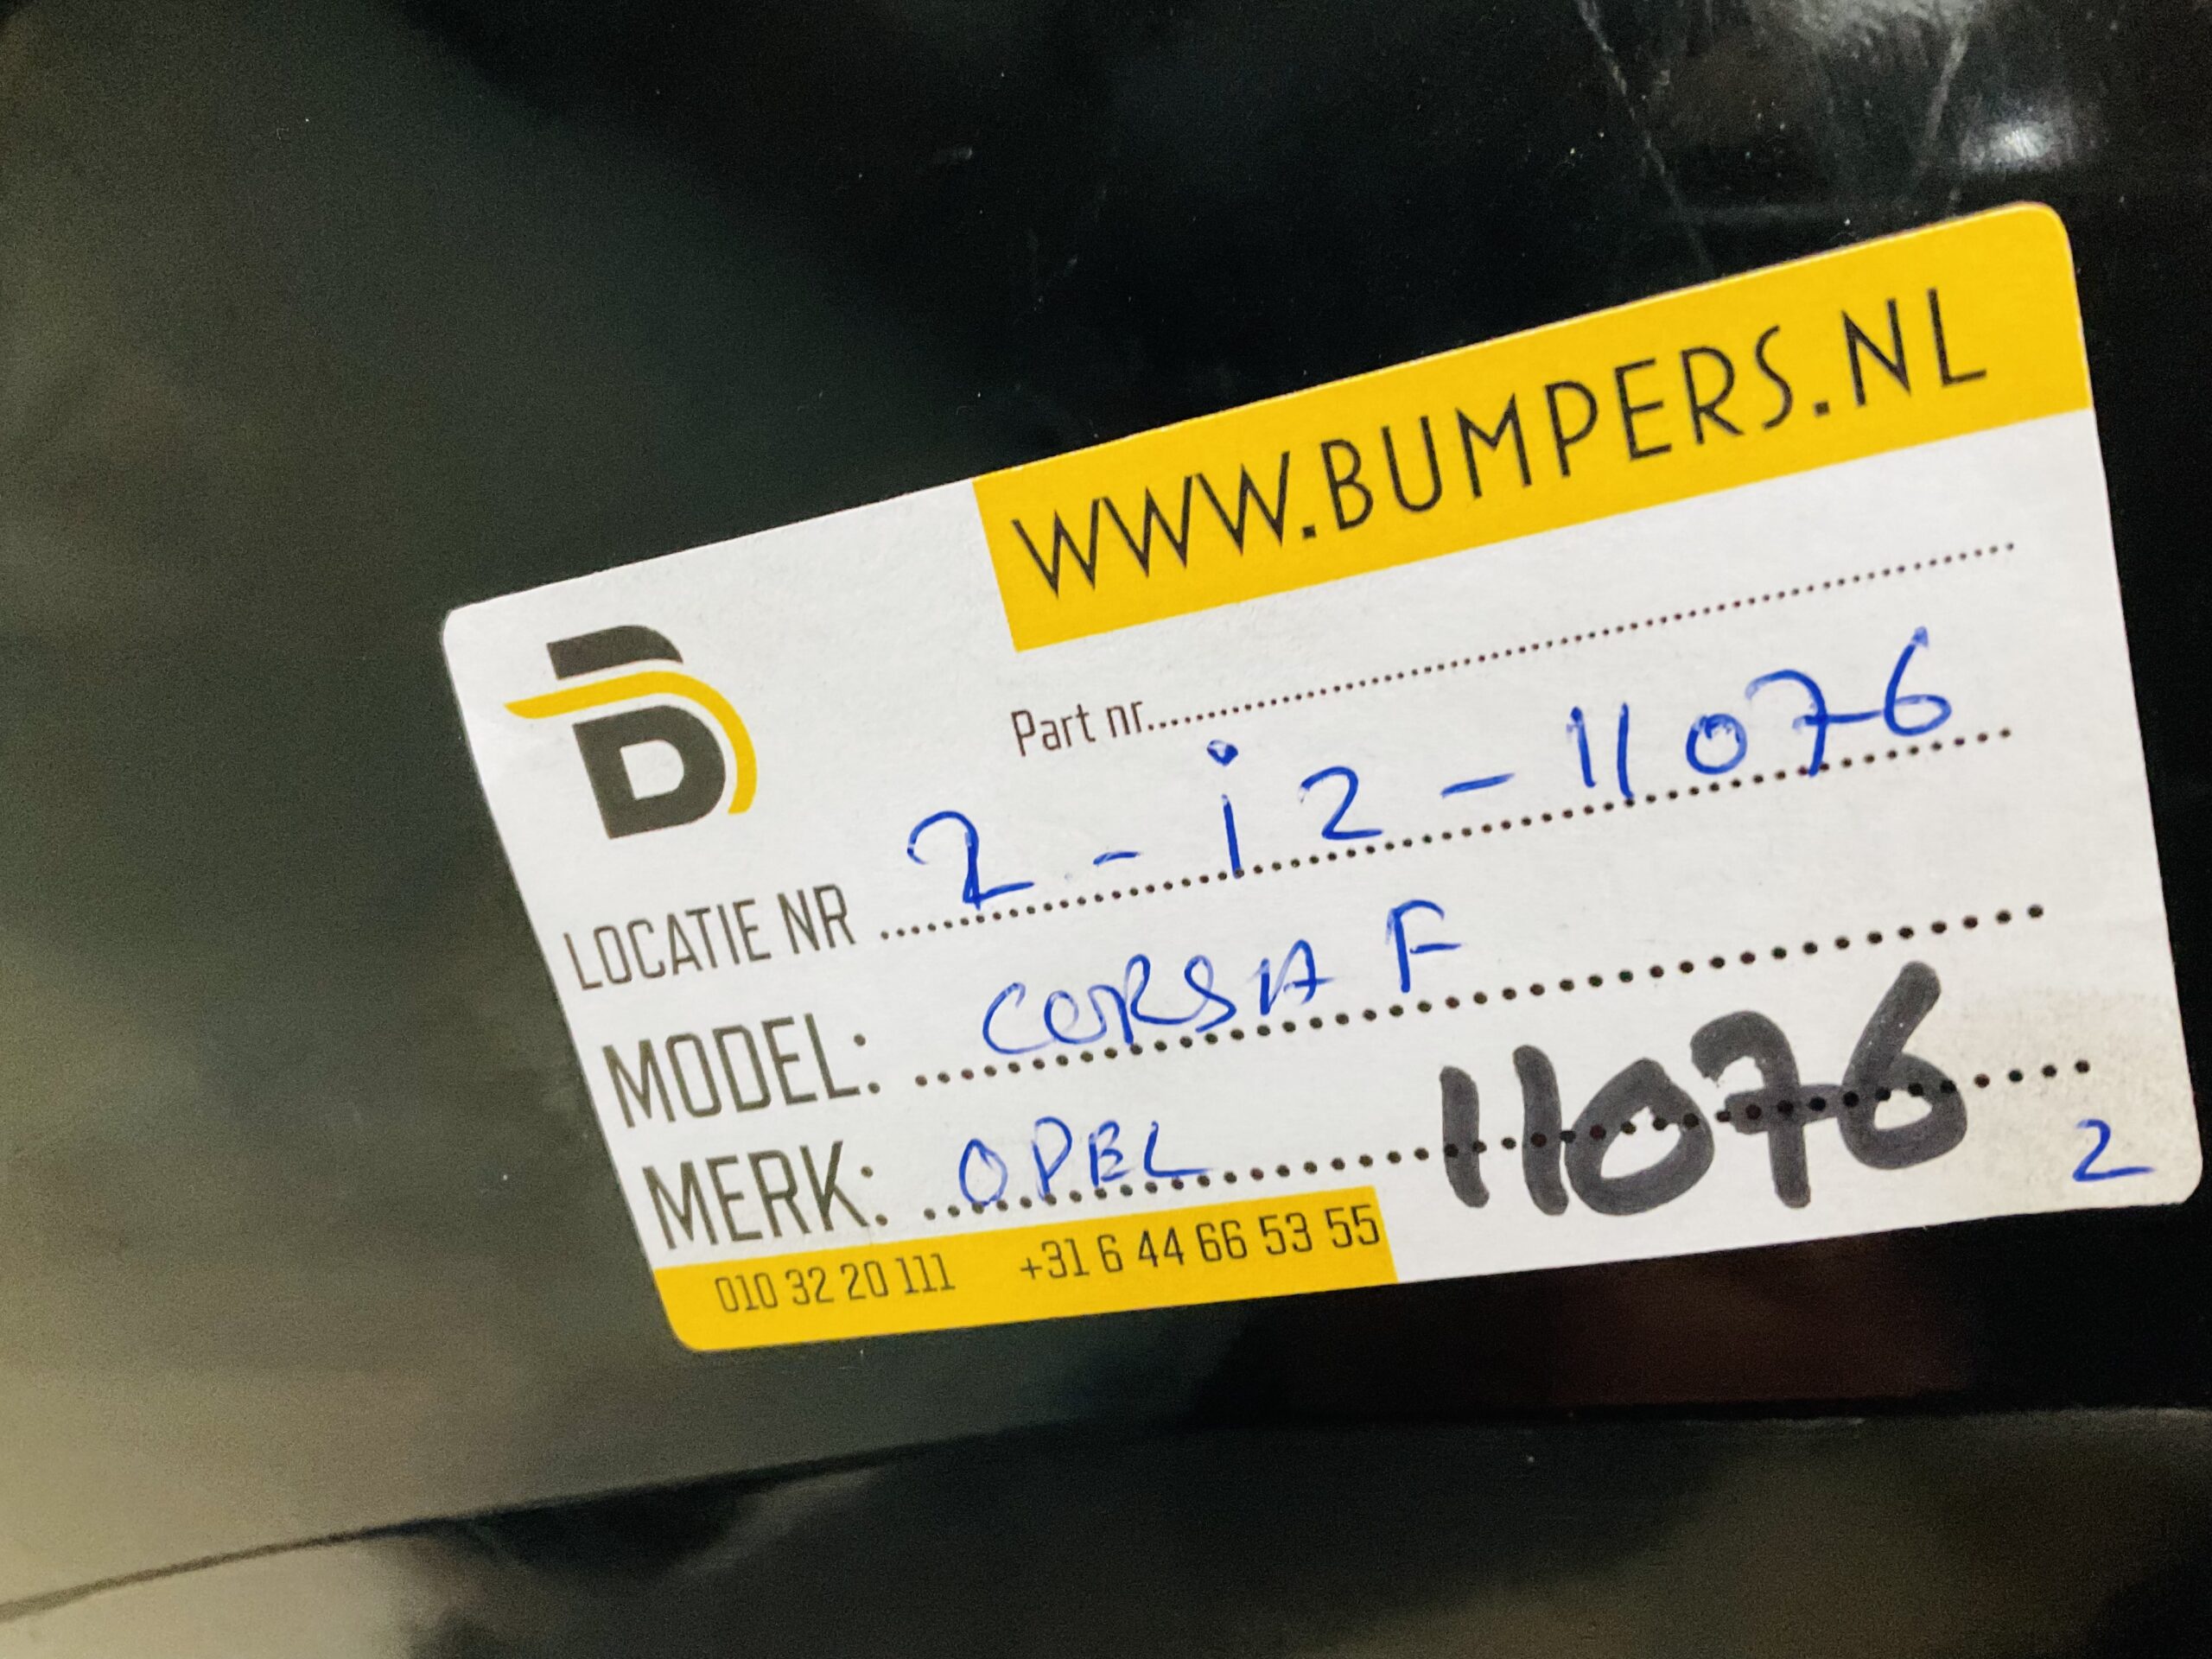 WWW.BUMPERS.NL
Part nr.
LOCATIE NR 2 - i2 - 11076
MODEL: CORSA F
MERK: OPEL 11076
2
010 32 20 111 +31 6 44 66 53 55